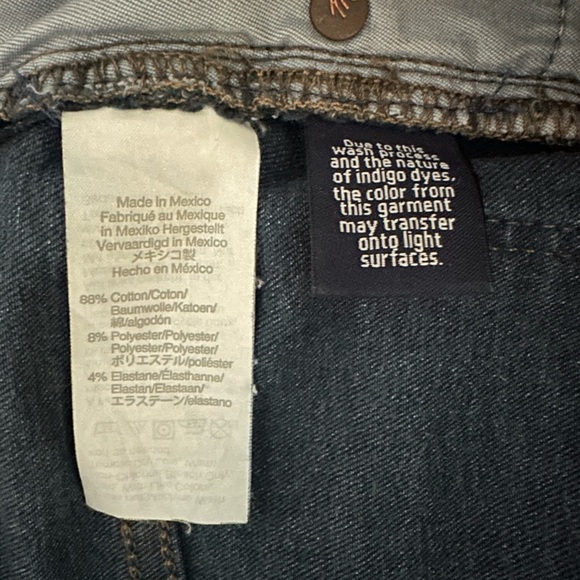 Made in Mexico
Fabriqué au Mexique
In Mexiko Hergestellt
Vervaardigd in Mexico
メキシコ製
Hecho en México
88% Cotton/Coton/
Baumwolle/Katoen/
綿/algodón
8% Polyester/Polyester/
Polyester/Polyester/
ポリエステル/poliéster
4% Elastane/Élasthanne/
Elastan/Elastaan/
エラステーン/elastano
Due to this
wash process
and the nature
of indigo dyes,
the color from
this garment
may transfer
onto light
surfaces.